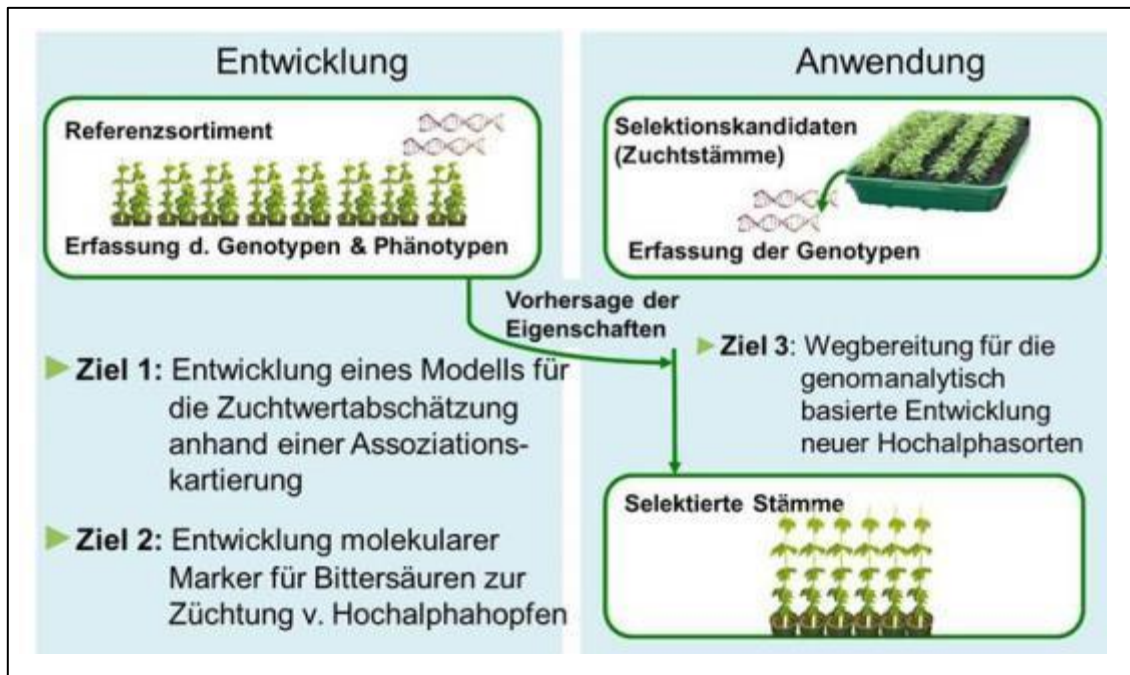 Entwicklung
Referenzsortiment
Erfassung d. Genotypen & Phänotypen
Ziel 1: Entwicklung eines Modells für
die Zuchtwertabschätzung
anhand einer Assoziations-
kartierung
Ziel 2: Entwicklung molekularer
Marker für Bittersäuren zur
Züchtung v. Hochalphahopfen
Anwendung
Selektionskandidaten
(Zuchtstämme)
Erfassung der Genotypen
Vorhersage der
Eigenschaften
Ziel 3: Wegbereitung für die
genomanalytisch
basierte Entwicklung
neuer Hochalphasorten
Selektierte Stämme